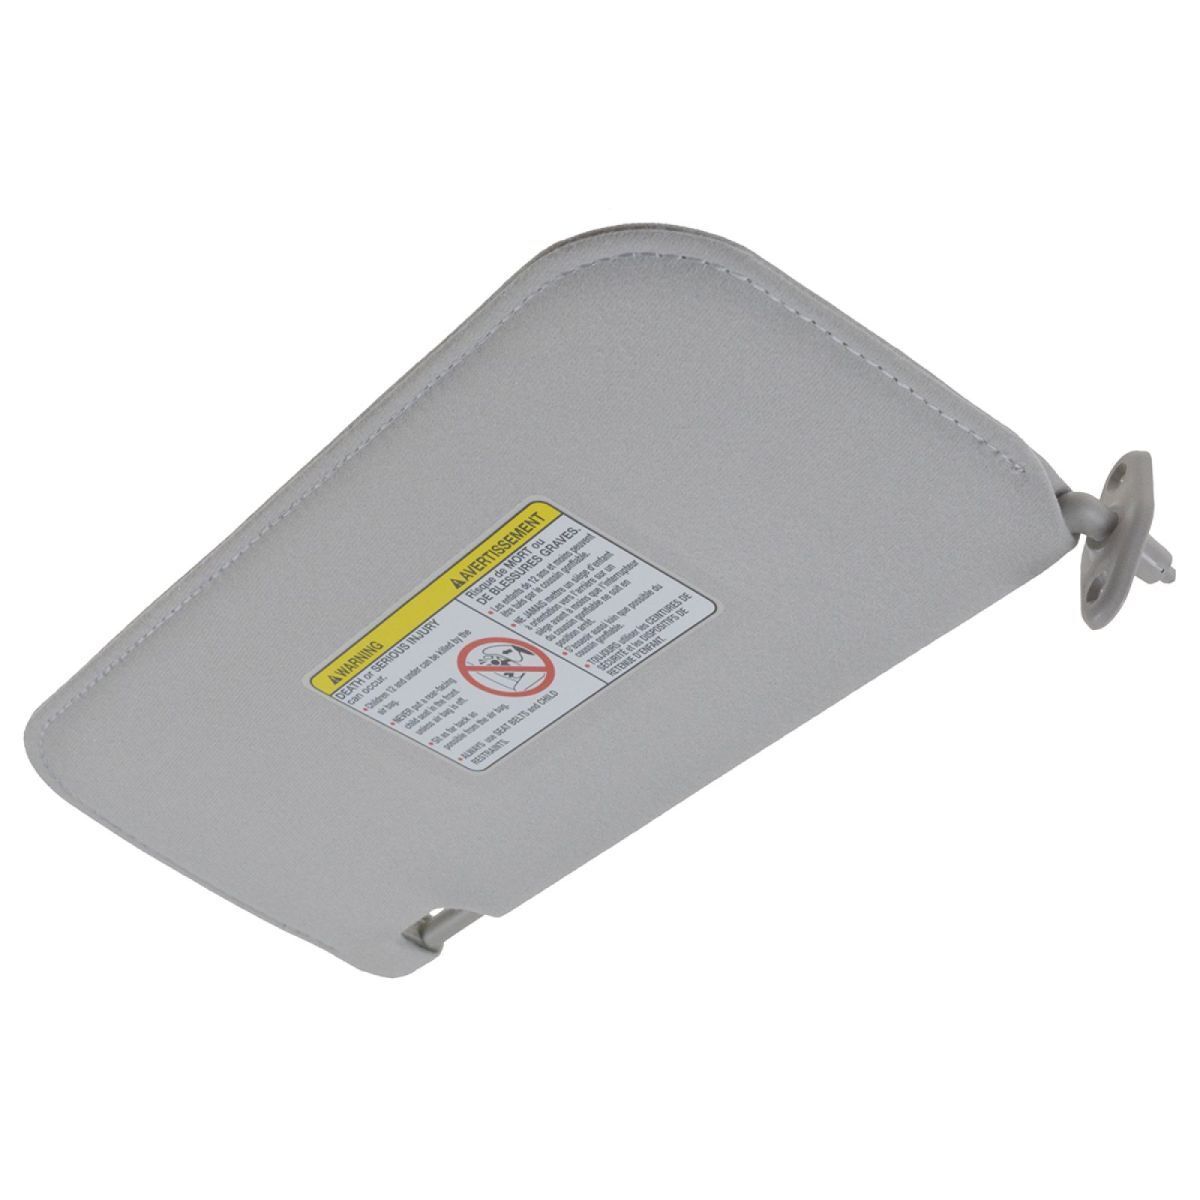 WARNING
DEATH or SERIOUS INJURY
can occur.
• Children 12 and under can be killed by the
air bag.
• NEVER put a rear-facing
child seat in the front
unless air bag is off.
• Sit as far back as
possible from the air bag.
• ALWAYS use SEAT BELTS and CHILD
RESTRAINTS.
AVERTISSEMENT
Risque de MORT ou
DE BLESSURES GRAVES.
• Les enfants de 12 ans et moins peuvent
être tués par le coussin gonflable.
• NE JAMAIS mettre un siège d'enfant
à orientation vers l'arrière sur un
siège avant à moins que l'interrupteur
du coussin gonflable ne soit en
position arrêt.
• S'asseoir aussi loin que possible du
coussin gonflable.
• TOUJOURS utiliser les CEINTURES DE
SÉCURITÉ et les DISPOSITIFS DE
RETENUE D'ENFANT.